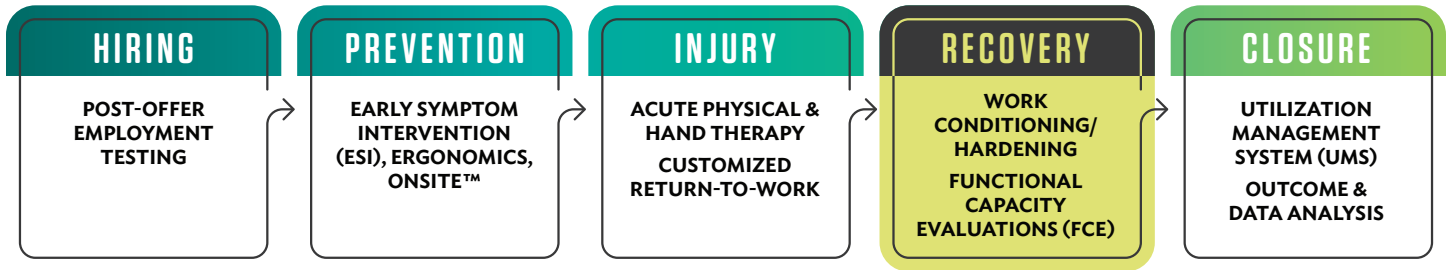 HIRING
POST-OFFER
EMPLOYMENT
TESTING
PREVENTION
EARLY SYMPTOM
INTERVENTION
(ESI), ERGONOMICS,
ONSITE™
INJURY
ACUTE PHYSICAL &
HAND THERAPY
CUSTOMIZED
RETURN-TO-WORK
RECOVERY
WORK
CONDITIONING/
HARDENING
FUNCTIONAL
CAPACITY
EVALUATIONS (FCE)
CLOSURE
UTILIZATION
MANAGEMENT
SYSTEM (UMS)
OUTCOME &
DATA ANALYSIS